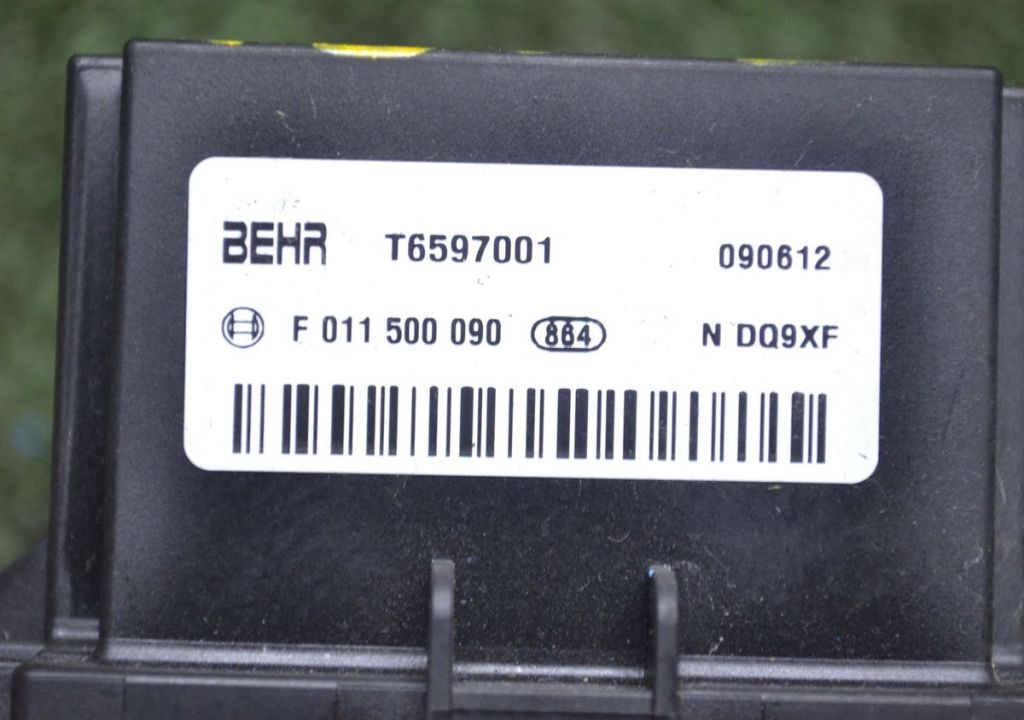 BEHR T6597001 090612
F 011 500 090 864 N DQ9XF